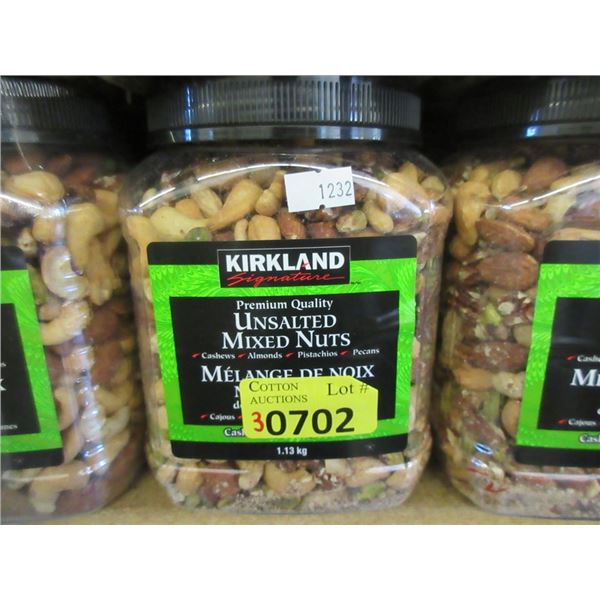 1232
KIRKLAND
Signature
Premium Quality
UNSALTED
MIXED NUTS
Cashews Almonds Pistachios Pecans
MÉLANGE DE NOIX
COTTON
AUCTIONS
Lot #
30702
1.13 kg